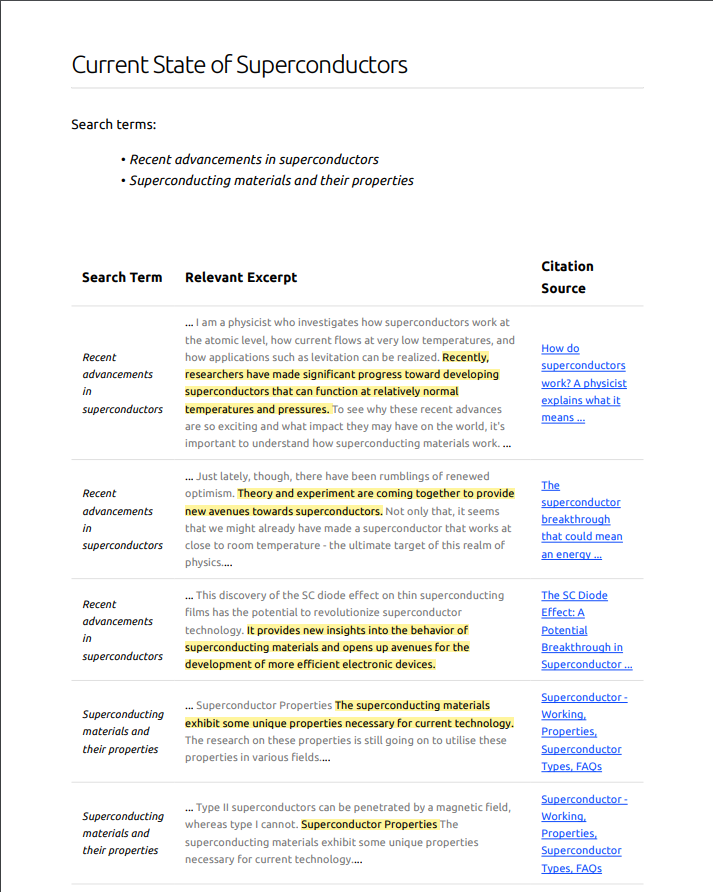 Current State of Superconductors
Search terms:
• Recent advancements in superconductors
• Superconducting materials and their properties
Search Term
Relevant Excerpt
Citation
Source
Recent
advancements
in
superconductors
... I am a physicist who investigates how superconductors work at
the atomic level, how current flows at very low temperatures, and
how applications such as levitation can be realized. Recently,
researchers have made significant progress toward developing
superconductors that can function at relatively normal
temperatures and pressures. To see why these recent advances
are so exciting and what impact they may have on the world, it's
important to understand how superconducting materials work. ...
How do
superconductors
work? A physicist
explains what it
means ...
Recent
advancements
in
superconductors
... Just lately, though, there have been rumblings of renewed
optimism. Theory and experiment are coming together to provide
new avenues towards superconductors. Not only that, it seems
that we might already have made a superconductor that works at
close to room temperature - the ultimate target of this realm of
physics....
The
superconductor
breakthrough
that could mean
an energy ...
Recent
advancements
in
superconductors
... This discovery of the SC diode effect on thin superconducting
films has the potential to revolutionize superconductor
technology. It provides new insights into the behavior of
superconducting materials and opens up avenues for the
development of more efficient electronic devices.
The SC Diode
Effect: A
Potential
Breakthrough in
Superconductor ...
Superconducting
materials and
their properties
... Superconductor Properties The superconducting materials
exhibit some unique properties necessary for current technology.
The research on these properties is still going on to utilise these
properties in various fields....
Superconductor -
Working,
Properties,
Superconductor
Types, FAQs
Superconducting
materials and
their properties
... Type II superconductors can be penetrated by a magnetic field,
whereas type I cannot. Superconductor Properties The
superconducting materials exhibit some unique properties
necessary for current technology....
Superconductor -
Working,
Properties,
Superconductor
Types, FAQs